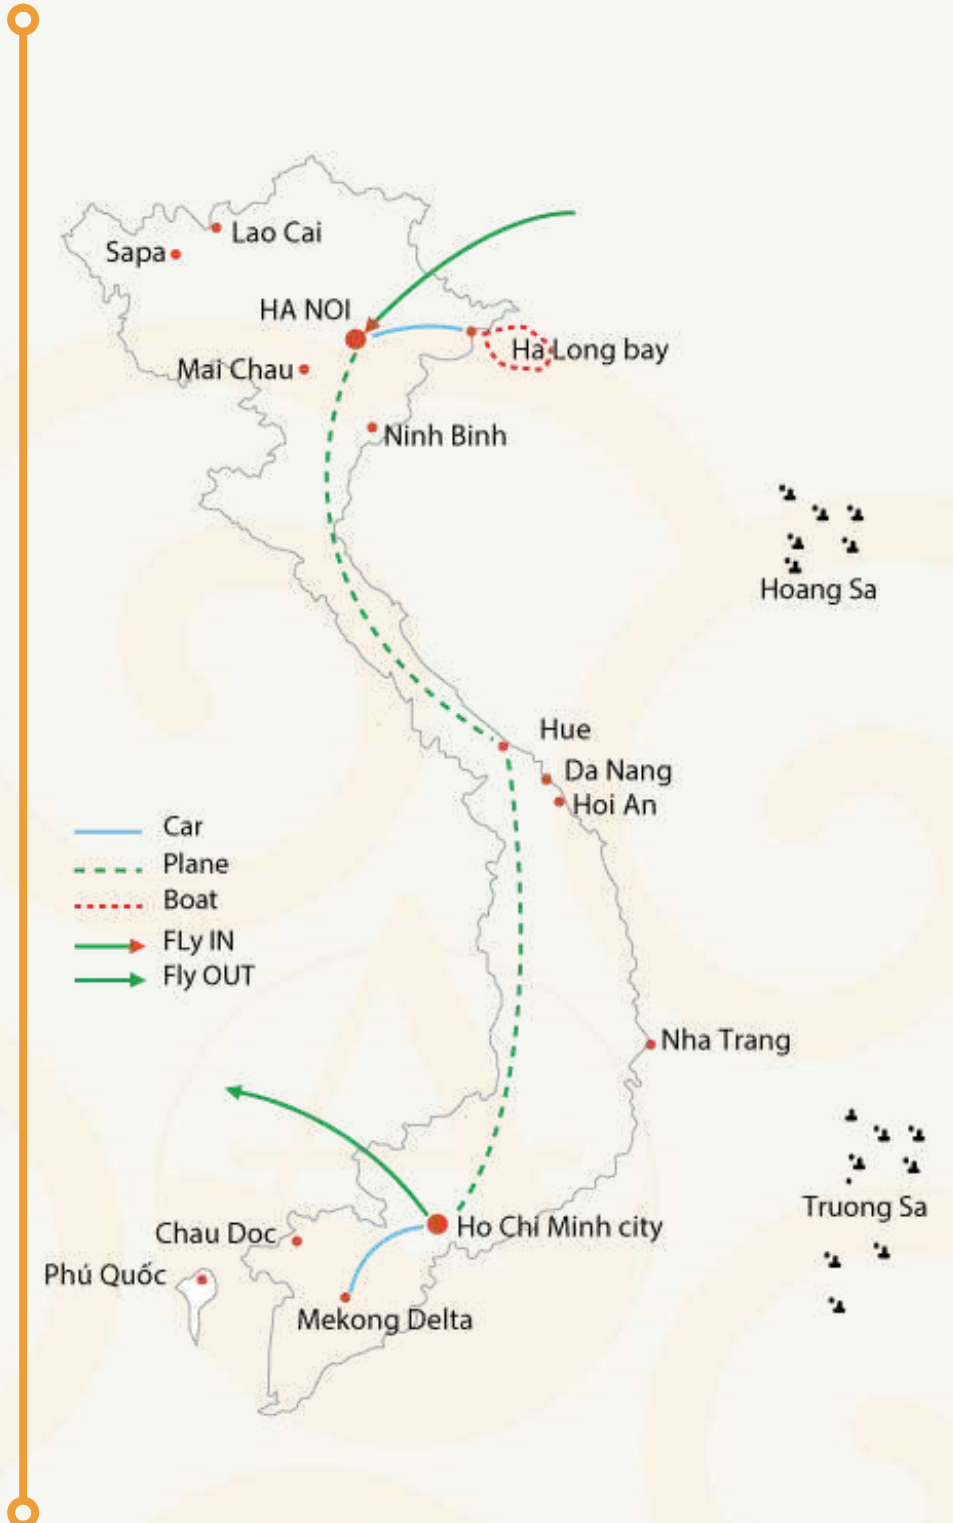 Lao Cai
Sapa
HA NOI
Ha Long bay
Mai Chau
Ninh Binh
Hoang Sa
Hue
Da Nang
Hoi An
Car
Plane
Boat
FLy IN
Fly OUT
Nha Trang
Truong Sa
Ho Chi Minh city
Chau Doc
Phú Quốc
Mekong Delta